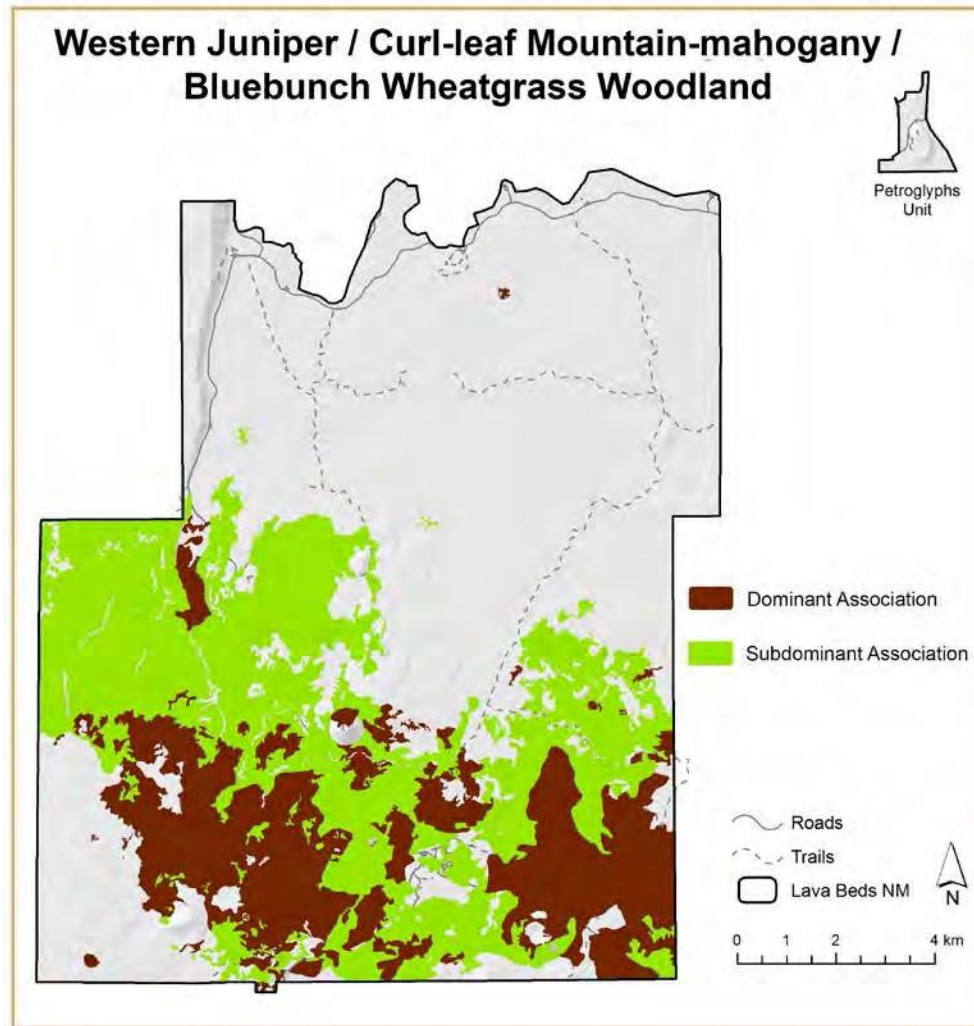 Western Juniper / Curl-leaf Mountain-mahogany /
Bluebunch Wheatgrass Woodland
Petroglyphs
Unit
Dominant Association
Subdominant Association
Roads
Trails
Lava Beds NM
N
0 1 2 4 km